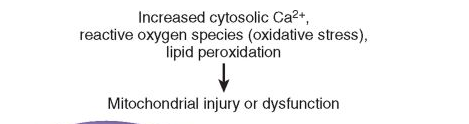 Increased cytosolic Ca²⁺,
reactive oxygen species (oxidative stress),
lipid peroxidation
Mitochondrial injury or dysfunction